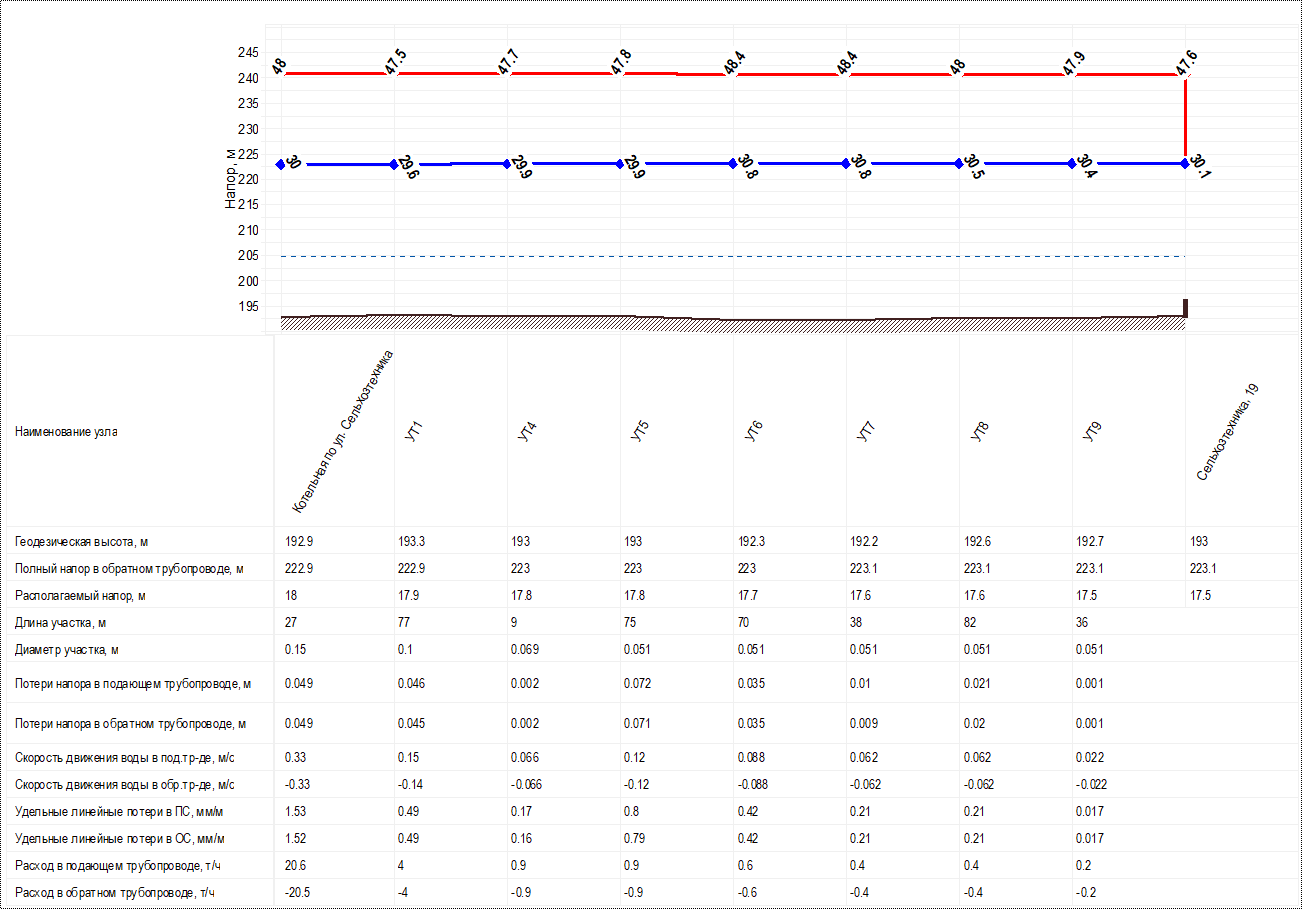 48 47.5 47.7 47.8 48.4 48.4 48 47.9 47.6
245
240
235
230
225
220
215
210
205
200
195
Напор, м
30 29.6 29.9 29.9 30.8 30.8 30.5 30.4 30.1
Наименование узла Котельная по ул. Сельхозтехника УТ1 УТ4 УТ5 УТ6 УТ7 УТ8 УТ9 Сельхозтехника, 19
Геодезическая высота, м 192.9 193.3 193 193 192.3 192.2 192.6 192.7 193
Полный напор в обратном трубопроводе, м 222.9 222.9 223 223 223 223.1 223.1 223.1 223.1
Располагаемый напор, м 18 17.9 17.8 17.8 17.7 17.6 17.6 17.5 17.5
Длина участка, м 27 77 9 75 70 38 82 36
Диаметр участка, м 0.15 0.1 0.069 0.051 0.051 0.051 0.051 0.051
Потери напора в подающем трубопроводе, м 0.049 0.046 0.002 0.072 0.035 0.01 0.021 0.001
Потери напора в обратном трубопроводе, м 0.049 0.045 0.002 0.071 0.035 0.009 0.02 0.001
Скорость движения воды в под.тр-де, м/с 0.33 0.15 0.066 0.12 0.088 0.062 0.062 0.022
Скорость движения воды в обр.тр-де, м/с -0.33 -0.14 -0.066 -0.12 -0.088 -0.062 -0.062 -0.022
Удельные линейные потери в ПС, мм/м 1.53 0.49 0.17 0.8 0.42 0.21 0.21 0.017
Удельные линейные потери в ОС, мм/м 1.52 0.49 0.16 0.79 0.42 0.21 0.21 0.017
Расход в подающем трубопроводе, т/ч 20.6 4 0.9 0.9 0.6 0.4 0.4 0.2
Расход в обратном трубопроводе, т/ч -20.5 -4 -0.9 -0.9 -0.6 -0.4 -0.4 -0.2